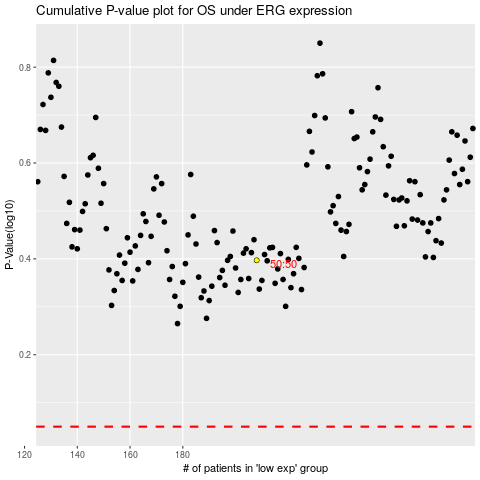 Cumulative P-value plot for OS under ERG expression
P-Value(log10)
0.8
0.6
0.4
0.2
50:50
120 140 160 180
# of patients in 'low exp' group